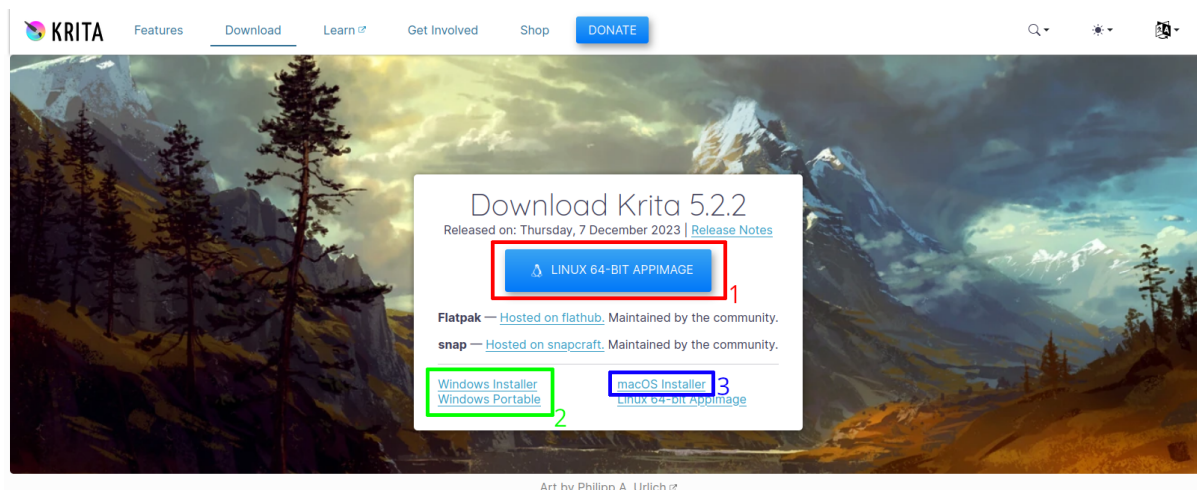 KRITA Features Download Learn Get Involved Shop DONATE
Download Krita 5.2.2
Released on: Thursday, 7 December 2023 | Release Notes
LINUX 64-BIT APPIMAGE
1
Flatpak — Hosted on flathub. Maintained by the community.
snap — Hosted on snapcraft. Maintained by the community.
Windows Installer macOS Installer 3
Windows Portable Linux 64-bit AppImage
2
Art by Philipp A. Urlich